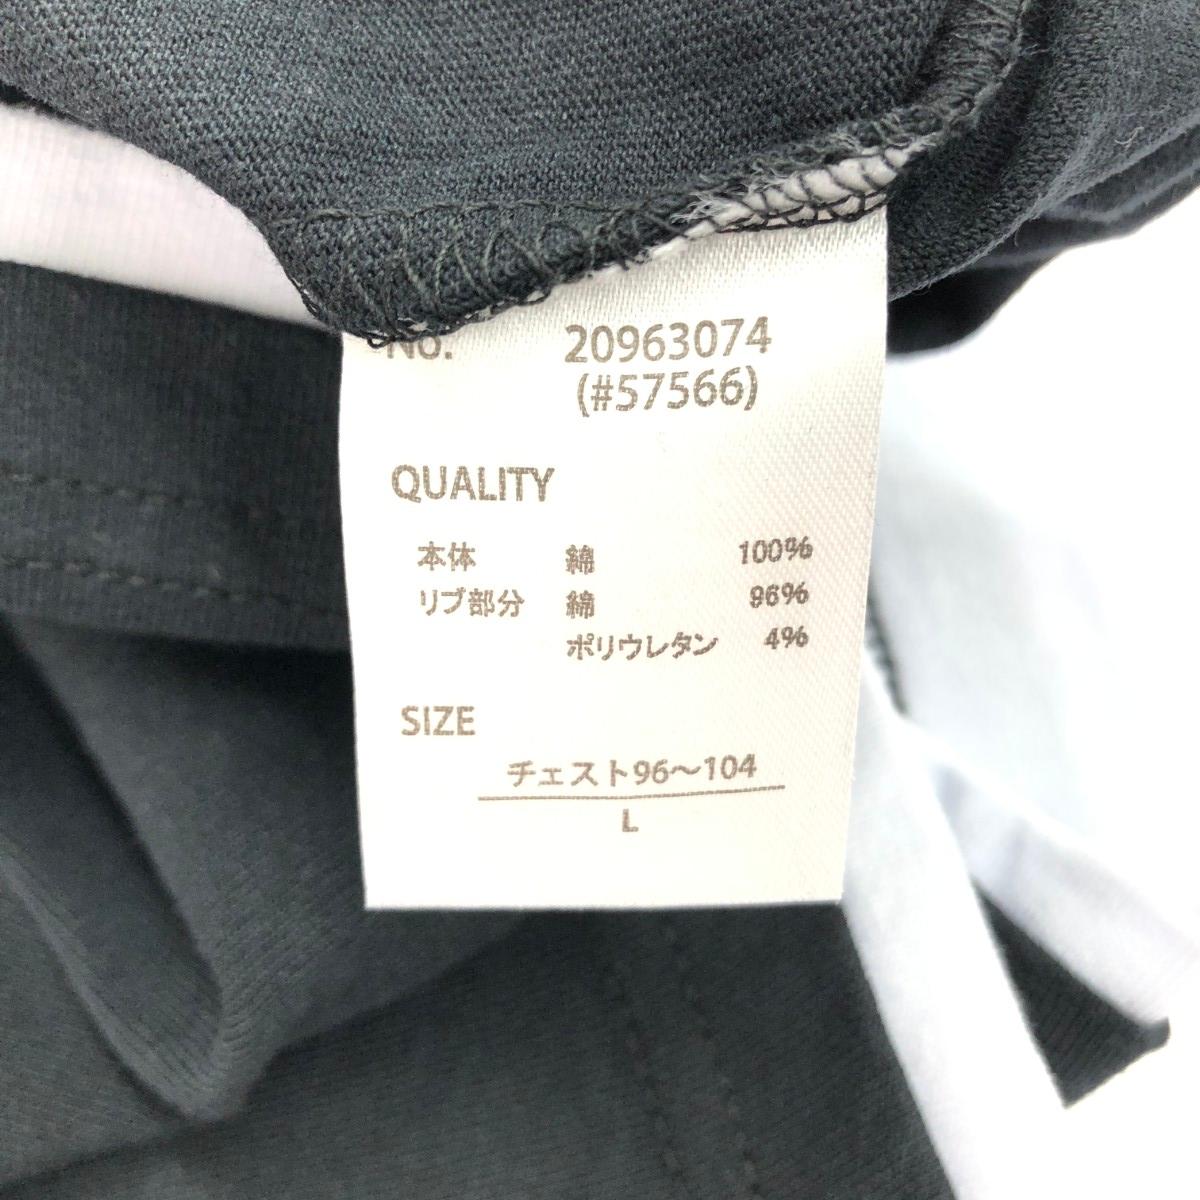 No. 20963074
(#57566)
QUALITY
本体 綿 100%
リブ部分 綿 96%
ポリウレタン 4%
SIZE
チェスト96～104
L